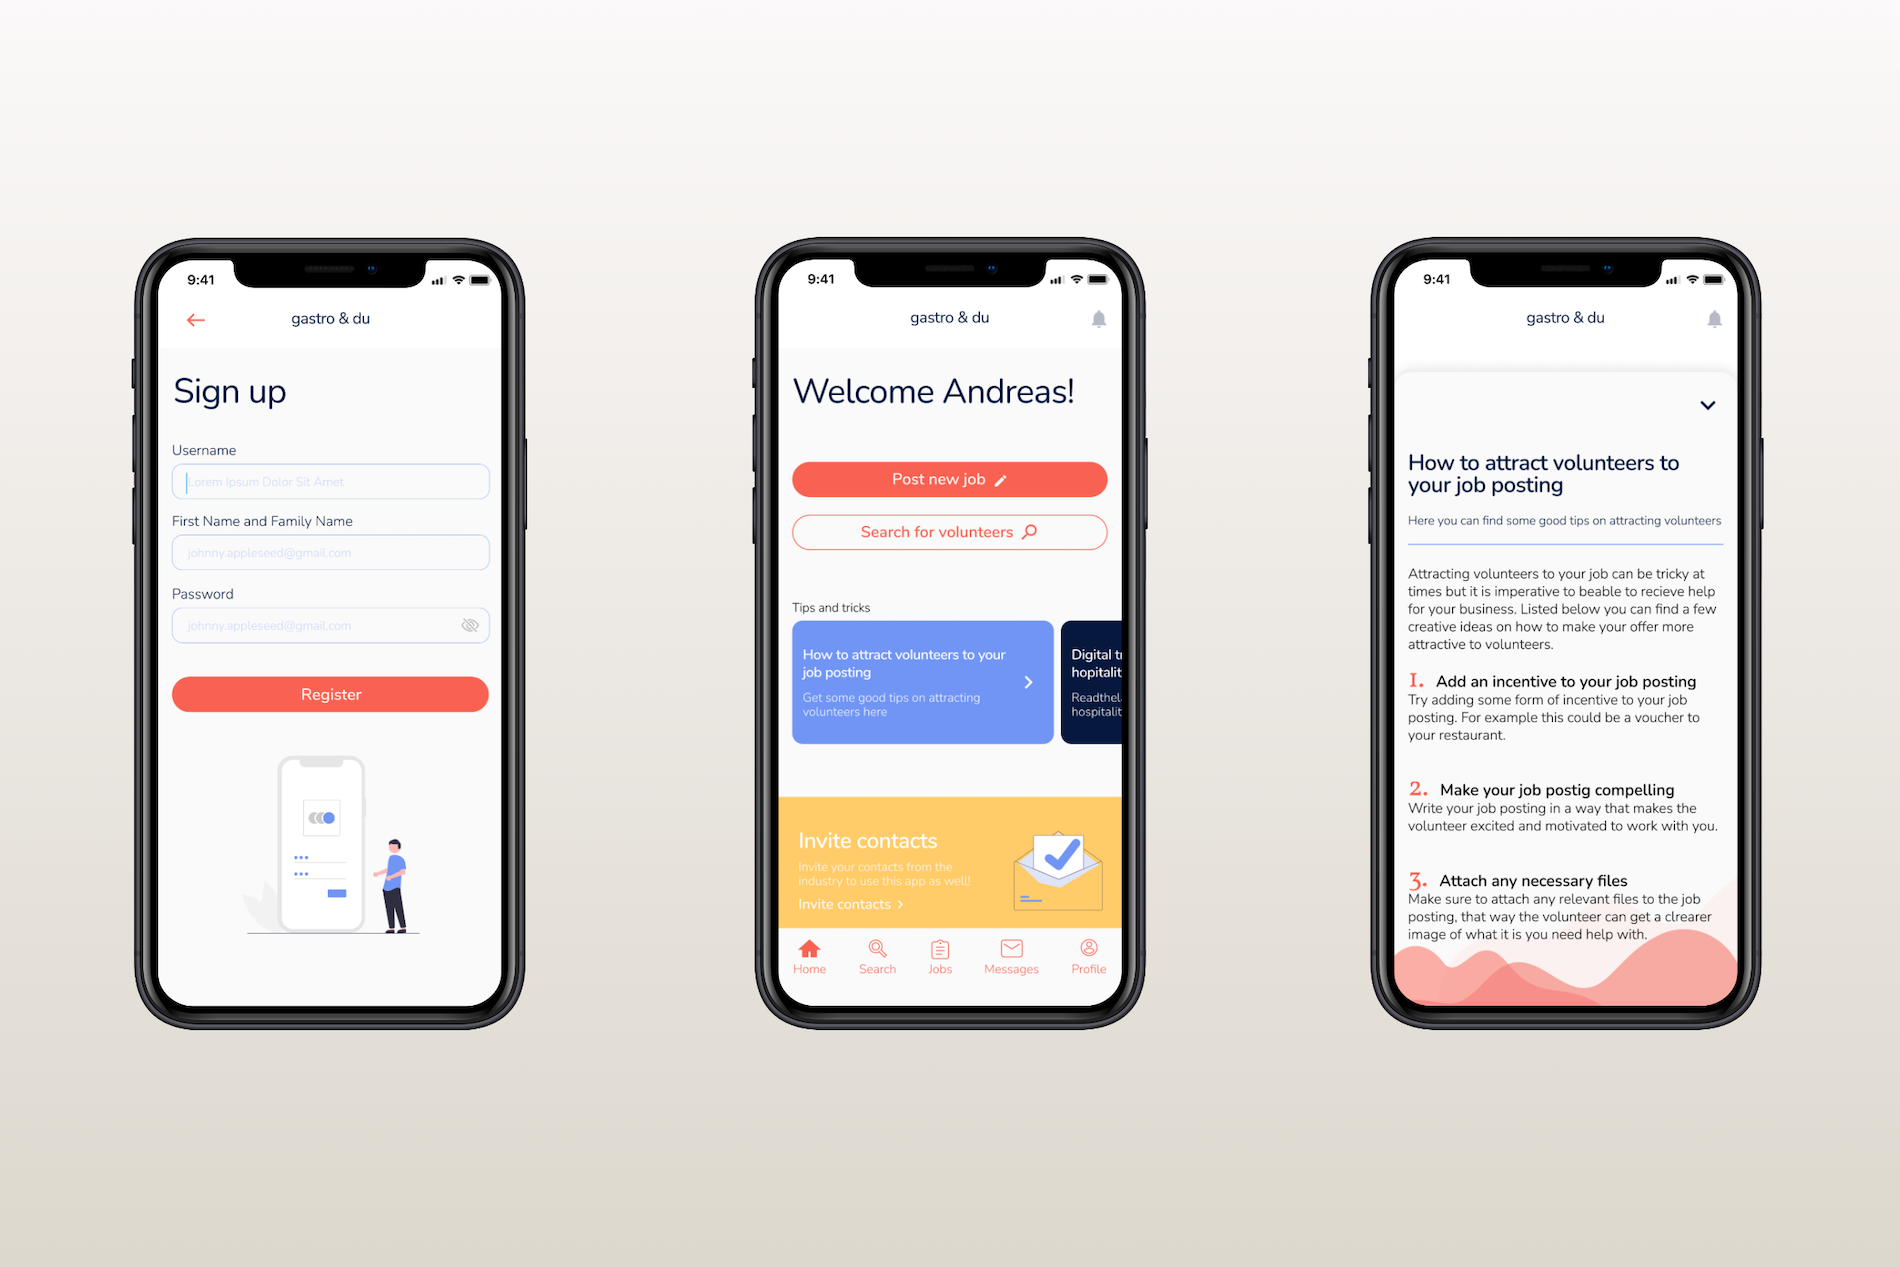 9:41
gastro & du
Sign up
Username
Lorem Ipsum Dolor Sit Amet
First Name and Family Name
johnny.appleseed@gmail.com
Password
johnny.appleseed@gmail.com
Register
9:41
gastro & du
Welcome Andreas!
Post new job
Search for volunteers
Tips and tricks
How to attract volunteers to your
job posting
Get some good tips on attracting
volunteers here
Digital t
hopitalit
Readthe
hospitalit
Invite contacts
Invite your contacts from the
industry to use this app as well!
Invite contacts >
Home
Search
Jobs
Messages
Profile
9:41
gastro & du
How to attract volunteers to
your job posting
Here you can find some good tips on attracting volunteers
Attracting volunteers to your job can be tricky at
times but it is imperative to beable to recieve help
for your business. Listed below you can find a few
creative ideas on how to make your offer more
attractive to volunteers.
1. Add an incentive to your job posting
Try adding some form of incentive to your job
posting. For example this could be a voucher to
your restaurant.
2. Make your job postig compelling
Write your job posting in a way that makes the
volunteer excited and motivated to work with you.
3. Attach any necessary files
Make sure to attach any relevant files to the job
posting, that way the volunteer can get a clrearer
image of what it is you need help with.